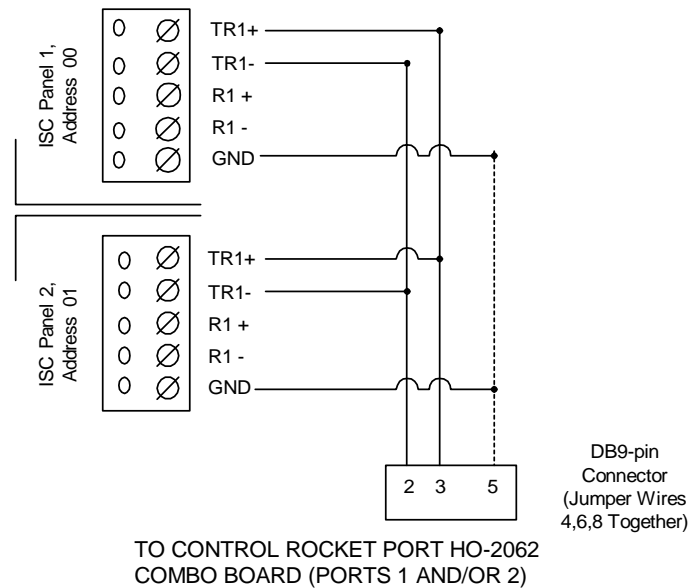 ISC Panel 1,
Address 00
TR1+
TR1-
R1 +
R1 -
GND
ISC Panel 2,
Address 01
TR1+
TR1-
R1 +
R1 -
GND
2 3 5
DB9-pin
Connector
(Jumper Wires
4,6,8 Together)
TO CONTROL ROCKET PORT HO-2062
COMBO BOARD (PORTS 1 AND/OR 2)